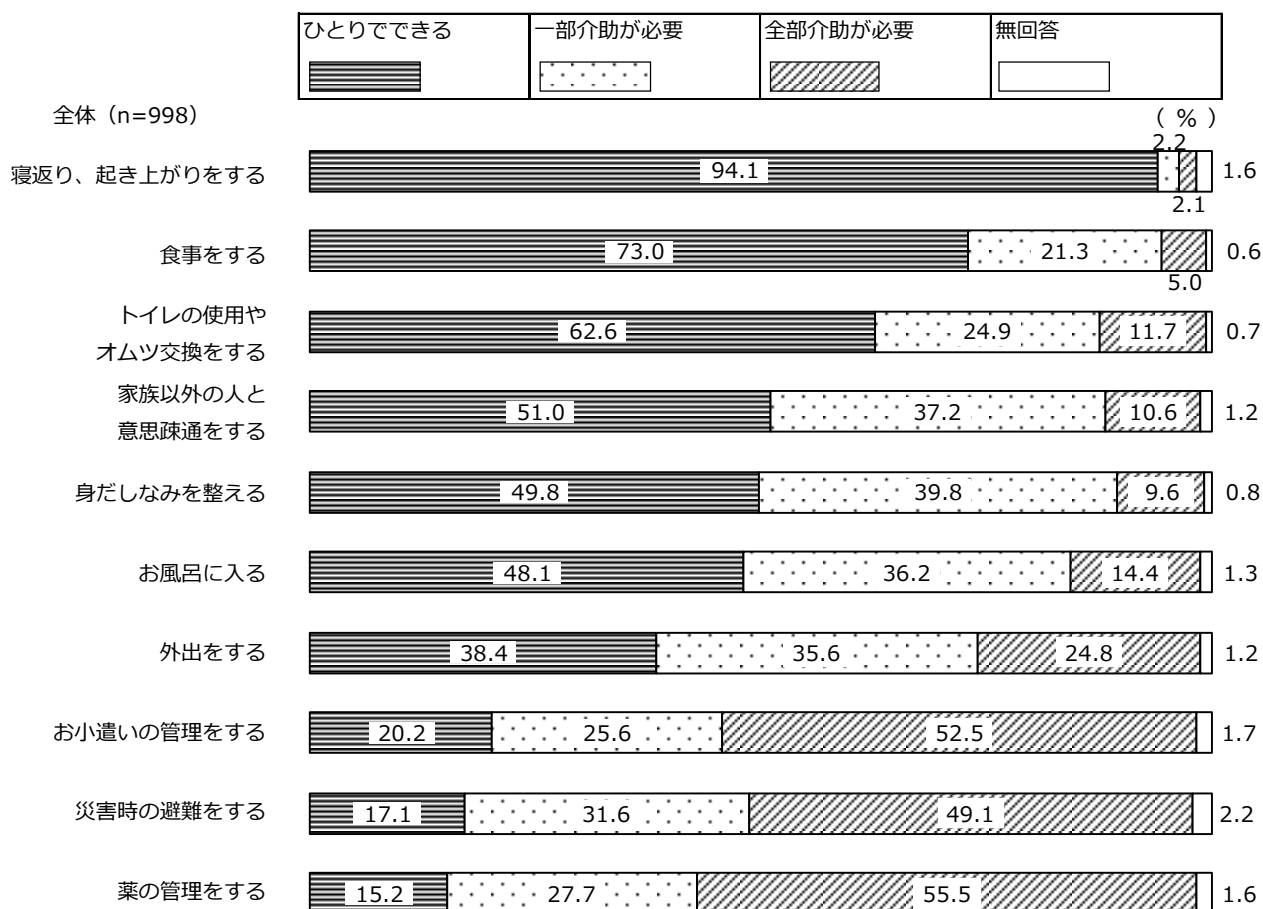 ひとりでできる 一部介助が必要 全部介助が必要 無回答
全体（n=998）
（ % ）
寝返り、起き上がりをする 94.1 2.2 2.1 1.6
食事をする 73.0 21.3 5.0 0.6
トイレの使用や
オムツ交換をする 62.6 24.9 11.7 0.7
家族以外の人と
意思疎通をする 51.0 37.2 10.6 1.2
身だしなみを整える 49.8 39.8 9.6 0.8
お風呂に入る 48.1 36.2 14.4 1.3
外出をする 38.4 35.6 24.8 1.2
お小遣いの管理をする 20.2 25.6 52.5 1.7
災害時の避難をする 17.1 31.6 49.1 2.2
薬の管理をする 15.2 27.7 55.5 1.6